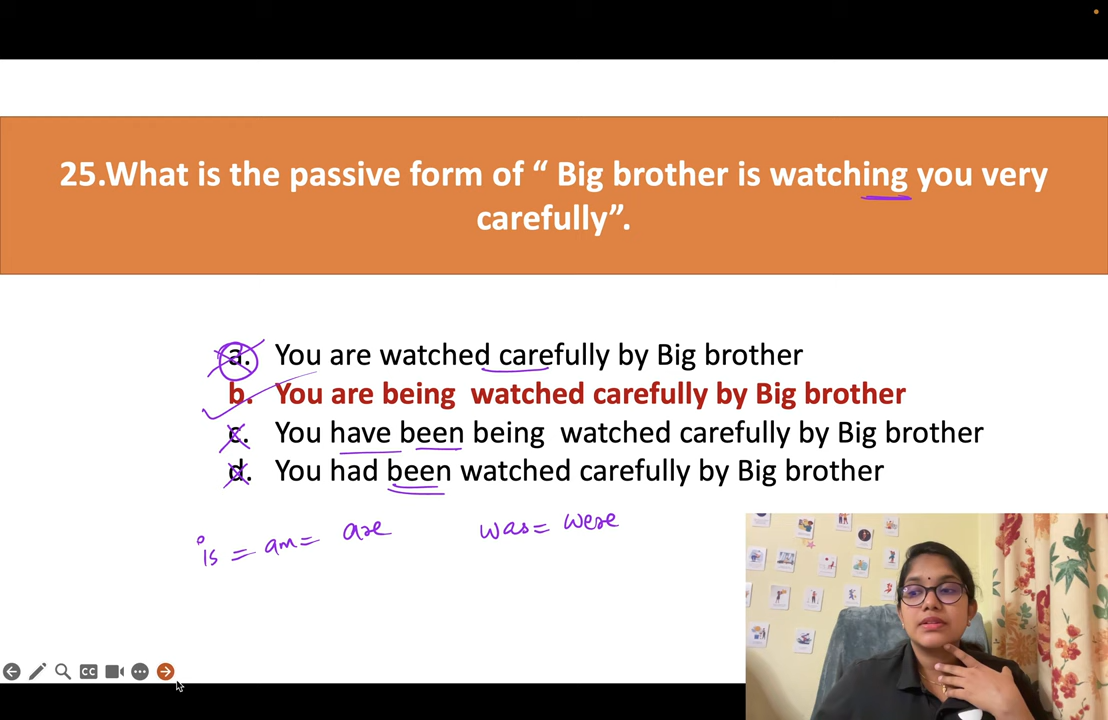 25.What is the passive form of “ Big brother is watching you very
carefully”.
a. You are watched carefully by Big brother
b. You are being watched carefully by Big brother
c. You have been being watched carefully by Big brother
d. You had been watched carefully by Big brother
is = am = are was = were
CC